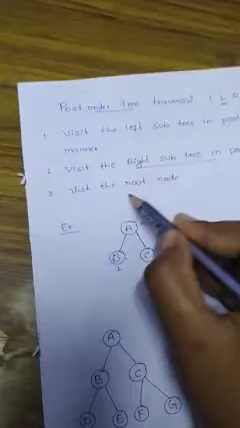 Post order tree traversal L
1 Visit the left sub tree in post
manner
2 Visit the Right sub tree in po
3 Visit the root node
Ex
A
B C
A
B C
D E F G